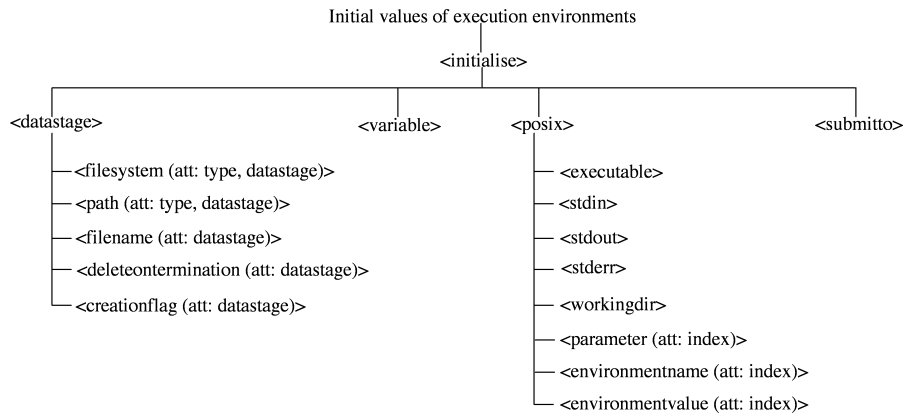 Initial values of execution environments
<initialise>
<datastage>
<variable>
<posix>
<submitto>
<filesystem (att: type, datastage)>
<path (att: type, datastage)>
<filename (att: datastage)>
<deleteontermination (att: datastage)>
<creationflag (att: datastage)>
<executable>
<stdin>
<stdout>
<stderr>
<workingdir>
<parameter (att: index)>
<environmentname (att: index)>
<environmentvalue (att: index)>